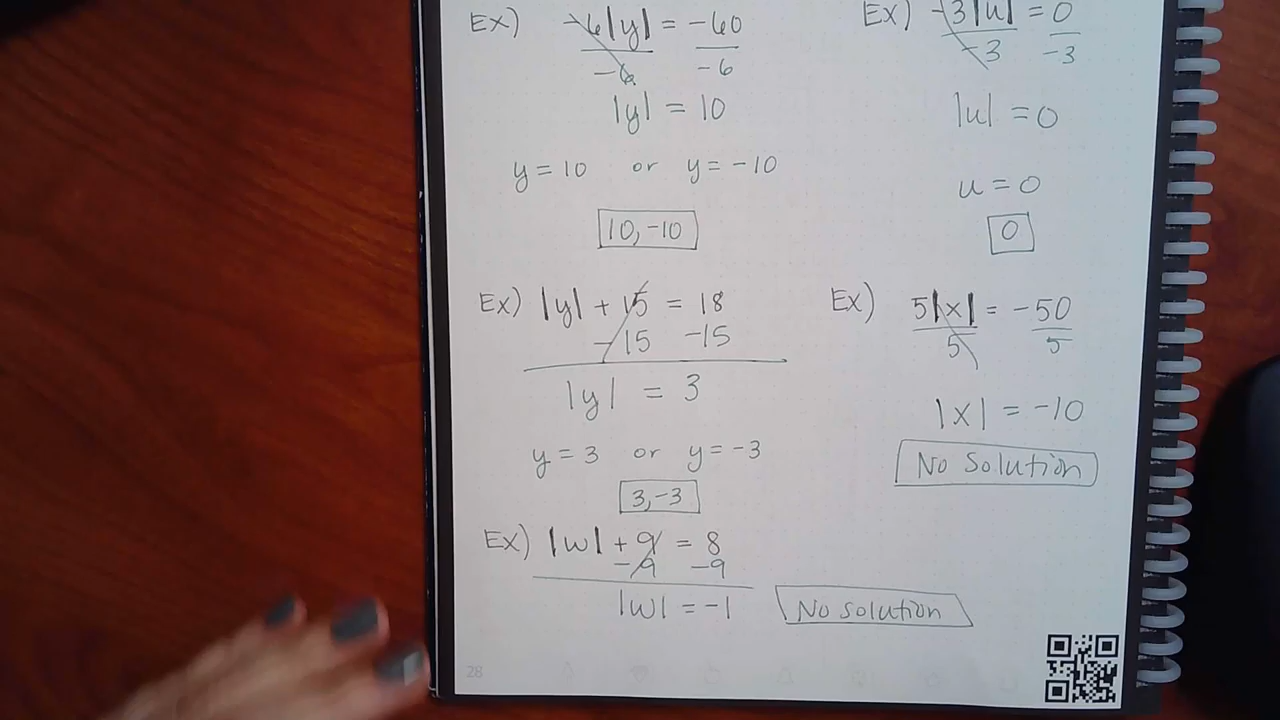 Ex) -6|y| = -60
-6 -6
|y| = 10
y = 10 or y = -10
10, -10
Ex) -3|u| = 0
-3 -3
|u| = 0
u = 0
0
Ex) |y| + 15 = 18
-15 -15
|y| = 3
y = 3 or y = -3
3, -3
Ex) 5|x| = -50
5 5
|x| = -10
No Solution
Ex) |w| + 9 = 8
-9 -9
|w| = -1
No solution
28